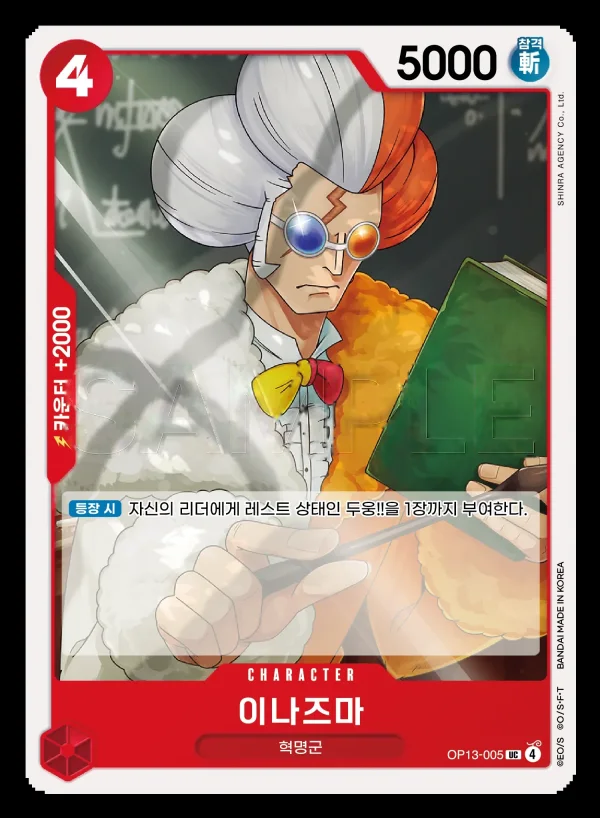 4
5000
참격
斬
SHINRA AGENCY Co., Ltd.
카운터 +2000
SAMPLE
등장 시 자신의 리더에게 레스트 상태인 두웅!!을 1장까지 부여한다.
CHARACTER
이나즈마
혁명군
OP13-005 UC 4
©EO/S ©O/S·F·T BANDAI MADE IN KOREA